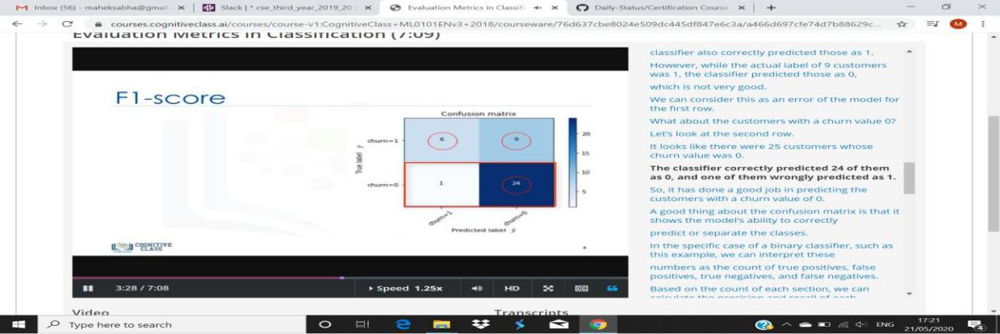 Inbox (56) - maheksabha@gmail
Slack | * cse_third_year_2019_20
Evaluation Metrics in Classifi
Daily-Status/Certification Course
courses.cognitiveclass.ai/courses/course-v1:CognitiveClass+ML0101ENv3+2018/courseware/76d637cbe8024e509dc445df847e6c3a/a466d697cfe74d7b88629c...
M
Evaluation Metrics in Classification (7:09)
F1-score
Confusion matrix
churn=1
6
9
churn=0
1
24
True label y
20
15
10
5
churn=1
churn=0
Predicted label ŷ
COGNITIVE
CLASS
4
3:28 / 7:08
Speed 1.25x
HD
CC
classifier also correctly predicted those as 1.
However, while the actual label of 9 customers
was 1, the classifier predicted those as 0,
which is not very good.
We can consider this as an error of the model for
the first row.
What about the customers with a churn value 0?
Let's look at the second row.
It looks like there were 25 customers whose
churn value was 0.
The classifier correctly predicted 24 of them
as 0, and one of them wrongly predicted as 1.
So, it has done a good job in predicting the
customers with a churn value of 0.
A good thing about the confusion matrix is that it
shows the model's ability to correctly
predict or separate the classes.
In the specific case of a binary classifier, such as
this example, we can interpret these
numbers as the count of true positives, false
positives, true negatives, and false negatives.
Based on the count of each section, we can
calculate the precision and recall of each
Video
Transcripts
Type here to search
ENG
17:21
21/05/2020